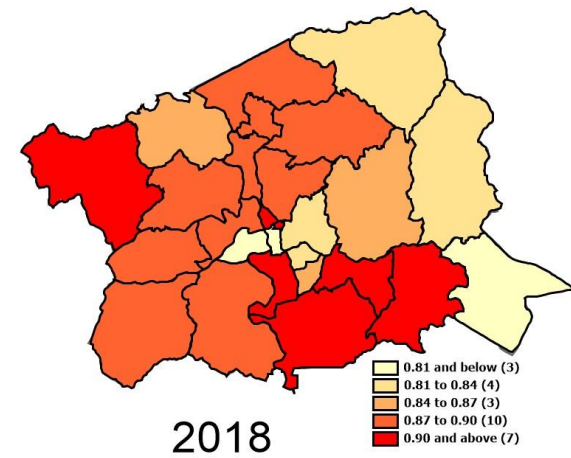 0.81 and below (3)
0.81 to 0.84 (4)
0.84 to 0.87 (3)
0.87 to 0.90 (10)
0.90 and above (7)
2018